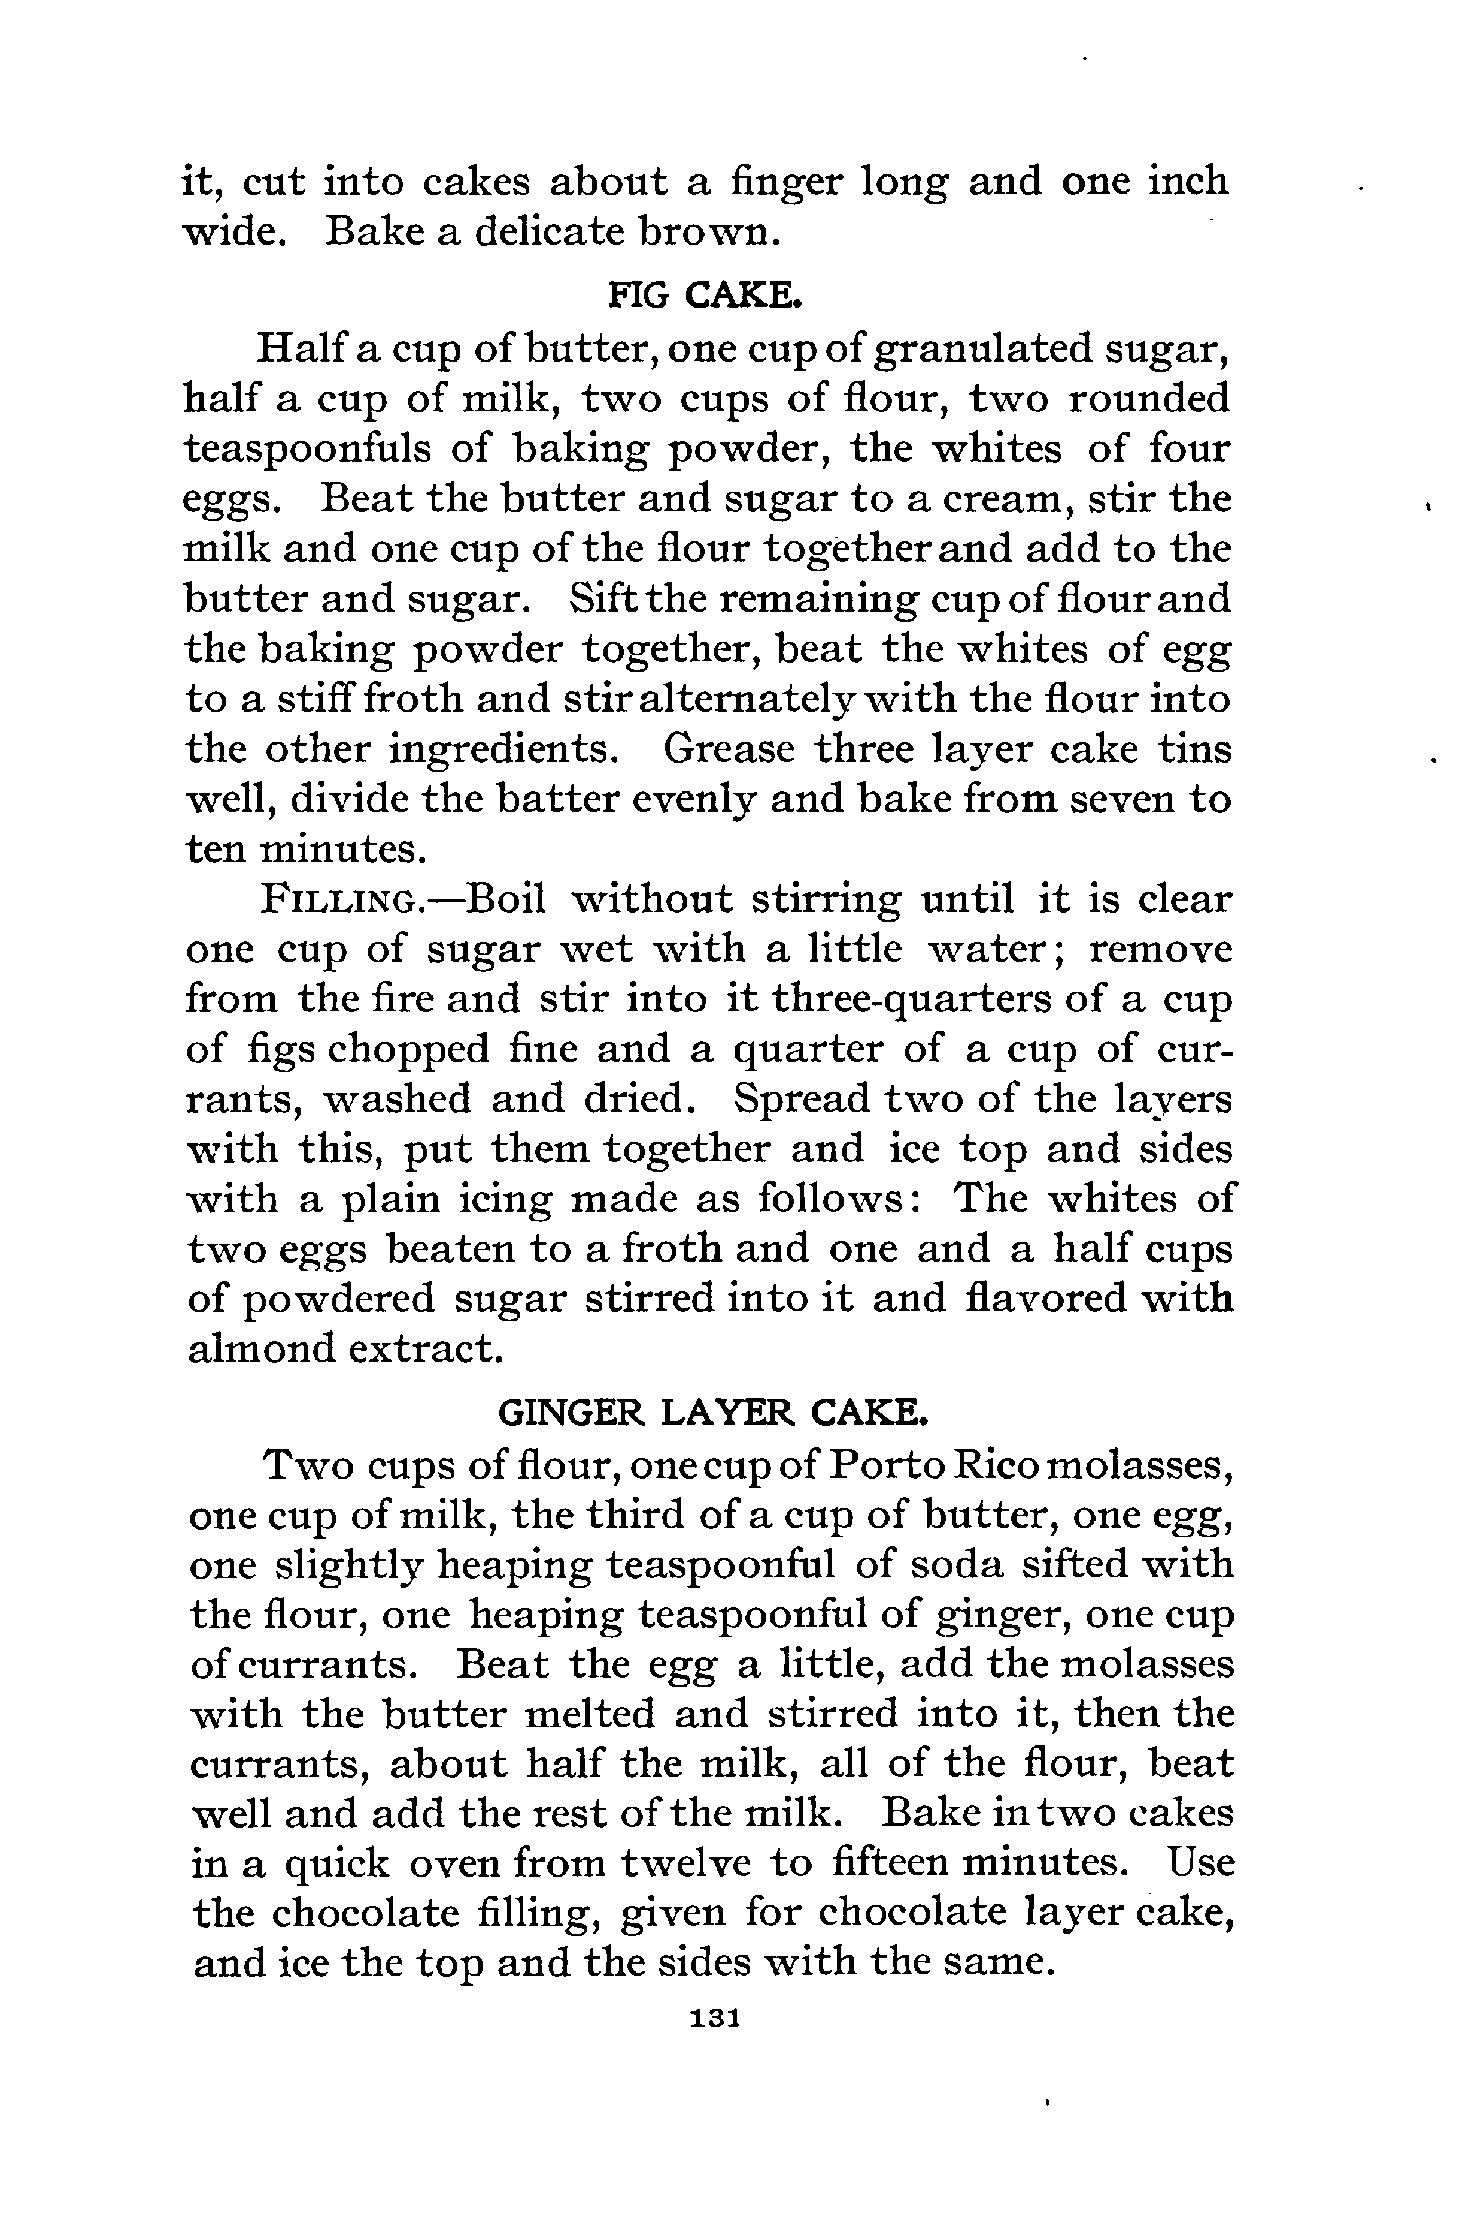 it, cut into cakes about a finger long and one inch
wide. Bake a delicate brown.
FIG CAKE.
Half a cup of butter, one cup of granulated sugar,
half a cup of milk, two cups of flour, two rounded
teaspoonfuls of baking powder, the whites of four
eggs. Beat the butter and sugar to a cream, stir the
milk and one cup of the flour together and add to the
butter and sugar. Sift the remaining cup of flour and
the baking powder together, beat the whites of egg
to a stiff froth and stir alternately with the flour into
the other ingredients. Grease three layer cake tins
well, divide the batter evenly and bake from seven to
ten minutes.
FILLING.—Boil without stirring until it is clear
one cup of sugar wet with a little water; remove
from the fire and stir into it three-quarters of a cup
of figs chopped fine and a quarter of a cup of cur-
rants, washed and dried. Spread two of the layers
with this, put them together and ice top and sides
with a plain icing made as follows: The whites of
two eggs beaten to a froth and one and a half cups
of powdered sugar stirred into it and flavored with
almond extract.
GINGER LAYER CAKE.
Two cups of flour, one cup of Porto Rico molasses,
one cup of milk, the third of a cup of butter, one egg,
one slightly heaping teaspoonful of soda sifted with
the flour, one heaping teaspoonful of ginger, one cup
of currants. Beat the egg a little, add the molasses
with the butter melted and stirred into it, then the
currants, about half the milk, all of the flour, beat
well and add the rest of the milk. Bake in two cakes
in a quick oven from twelve to fifteen minutes. Use
the chocolate filling, given for chocolate layer cake,
and ice the top and the sides with the same.
131